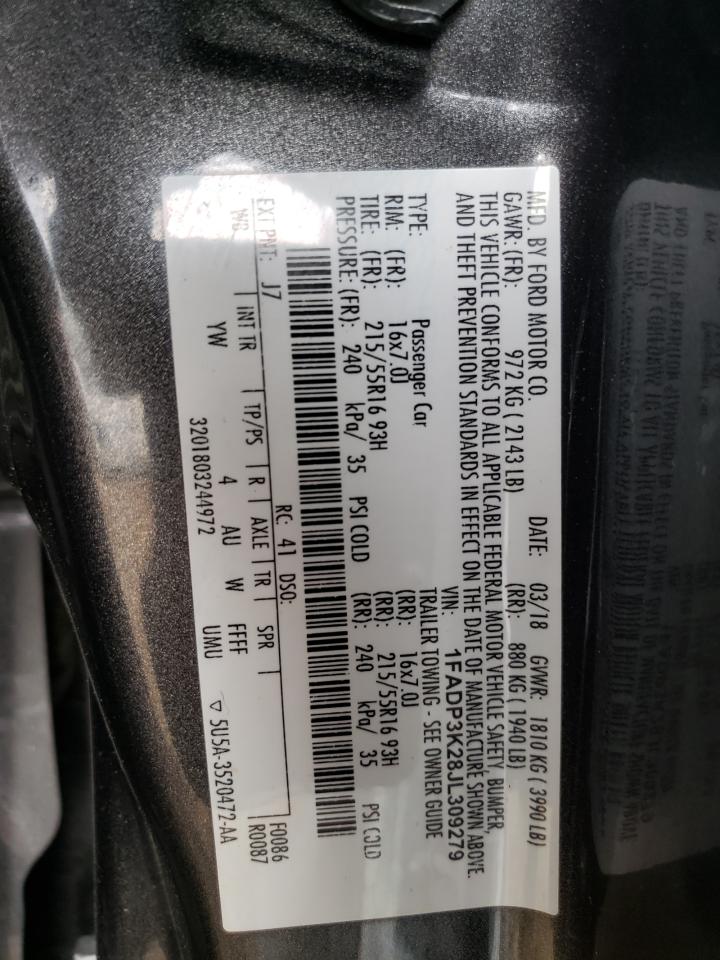 MFD. BY FORD MOTOR CO. DATE: 03/18 GVWR: 1810 KG ( 3990 LB)
GAWR: (FR): 972 KG ( 2143 LB) (RR): 880 KG ( 1940 LB)
THIS VEHICLE CONFORMS TO ALL APPLICABLE FEDERAL MOTOR VEHICLE SAFETY, BUMPER,
AND THEFT PREVENTION STANDARDS IN EFFECT ON THE DATE OF MANUFACTURE SHOWN ABOVE.
VIN: 1FADP3K28JL309279
TYPE: Passenger Car TRAILER TOWING - SEE OWNER GUIDE
RIM: (FR): 16x7.0J (RR): 16x7.0J
TIRE: (FR): 215/55R16 93H (RR): 215/55R16 93H
PRESSURE: (FR): 240 kPa/ 35 PSI COLD (RR): 240 kPa/ 35 PSI COLD
EXT PNT: J7 RC: 41 DSO: F0086
WB INT TR TP/PS R AXLE TR SPR R0087
YW 4 AU W FFFF
3201803244972 UMU ▽ 5U5A-3520472-AA